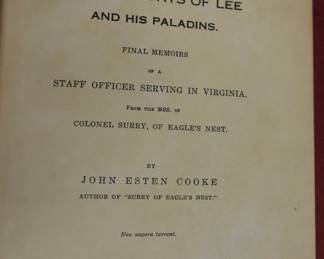 OF LEE
AND HIS PALADINS.
FINAL MEMOIRS
OF A
STAFF OFFICER SERVING IN VIRGINIA.
FROM THE MSS. OF
COLONEL SURRY, OF EAGLE'S NEST.
BY
JOHN ESTEN COOKE
AUTHOR OF "SURRY OF EAGLE'S NEST."
Nec aspera terrent.